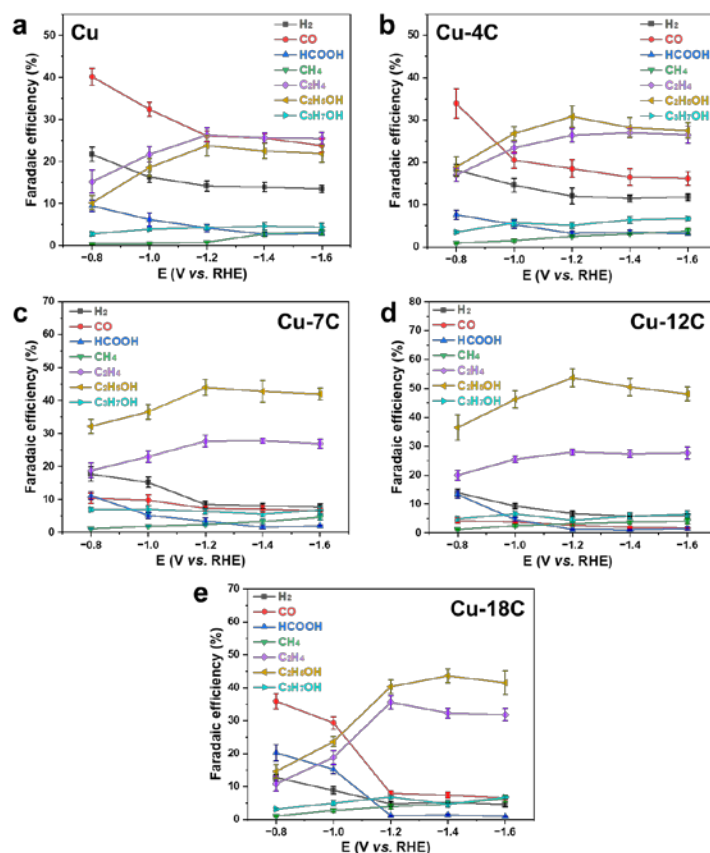 a
Cu
H₂
CO
HCOOH
CH₄
C₂H₄
C₂H₅OH
C₃H₇OH
Faradaic efficiency (%)
50
40
30
20
10
0
−0.8 −1.0 −1.2 −1.4 −1.6
E (V vs. RHE)
b
Cu-4C
H₂
CO
HCOOH
CH₄
C₂H₄
C₂H₅OH
C₃H₇OH
Faradaic efficiency (%)
50
40
30
20
10
0
−0.8 −1.0 −1.2 −1.4 −1.6
E (V vs. RHE)
c
Cu-7C
H₂
CO
HCOOH
CH₄
C₂H₄
C₂H₅OH
C₃H₇OH
Faradaic efficiency (%)
70
60
50
40
30
20
10
0
−0.8 −1.0 −1.2 −1.4 −1.6
E (V vs. RHE)
d
Cu-12C
H₂
CO
HCOOH
CH₄
C₂H₄
C₂H₅OH
C₃H₇OH
Faradaic efficiency (%)
80
70
60
50
40
30
20
10
0
−0.8 −1.0 −1.2 −1.4 −1.6
E (V vs. RHE)
e
Cu-18C
H₂
CO
HCOOH
CH₄
C₂H₄
C₂H₅OH
C₃H₇OH
Faradaic efficiency (%)
70
60
50
40
30
20
10
0
−0.8 −1.0 −1.2 −1.4 −1.6
E (V vs. RHE)